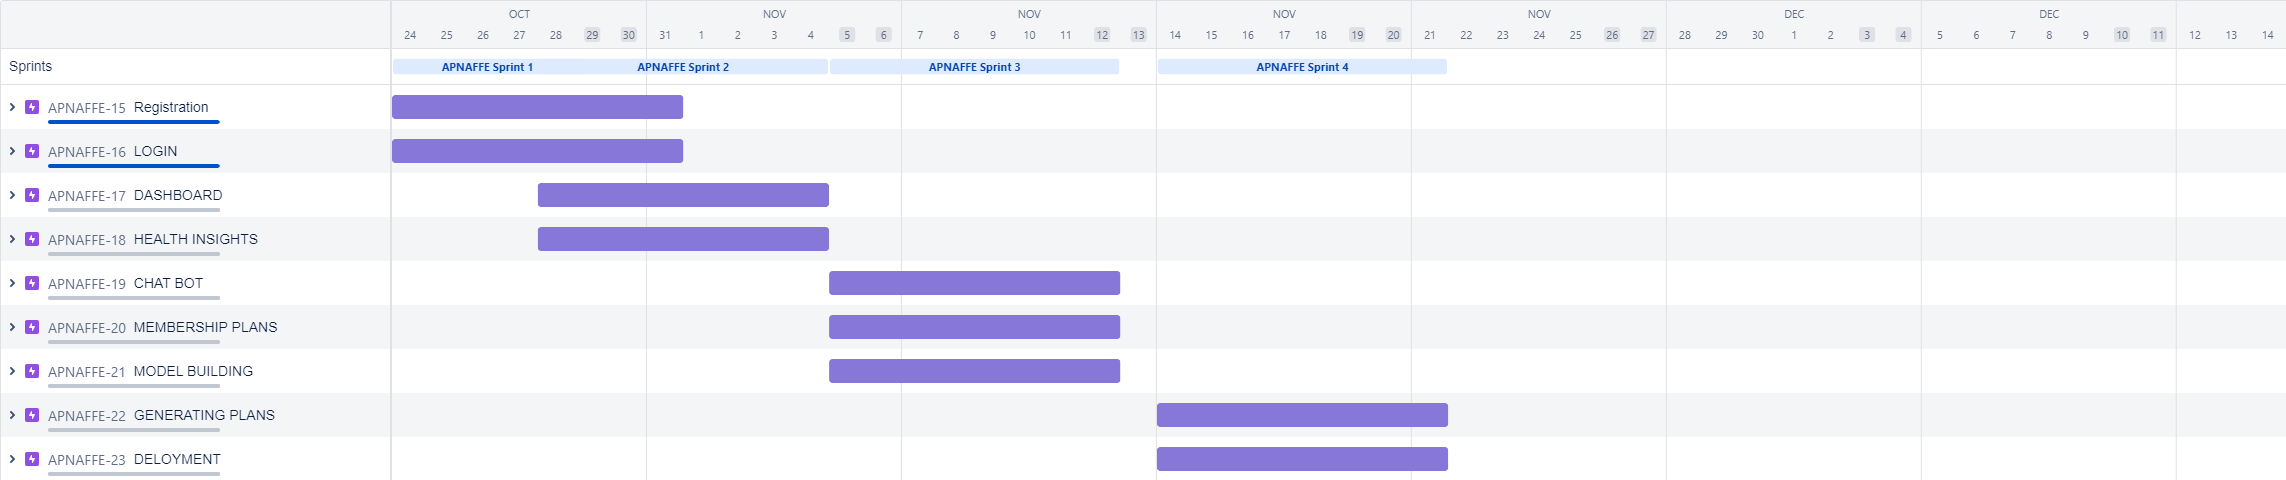 OCT NOV NOV NOV NOV DEC DEC
24 25 26 27 28 29 30 31 1 2 3 4 5 6 7 8 9 10 11 12 13 14 15 16 17 18 19 20 21 22 23 24 25 26 27 28 29 30 1 2 3 4 5 6 7 8 9 10 11 12 13 14
Sprints APNAFFE Sprint 1 APNAFFE Sprint 2 APNAFFE Sprint 3 APNAFFE Sprint 4
APNAFFE-15 Registration
APNAFFE-16 LOGIN
APNAFFE-17 DASHBOARD
APNAFFE-18 HEALTH INSIGHTS
APNAFFE-19 CHAT BOT
APNAFFE-20 MEMBERSHIP PLANS
APNAFFE-21 MODEL BUILDING
APNAFFE-22 GENERATING PLANS
APNAFFE-23 DELOYMENT